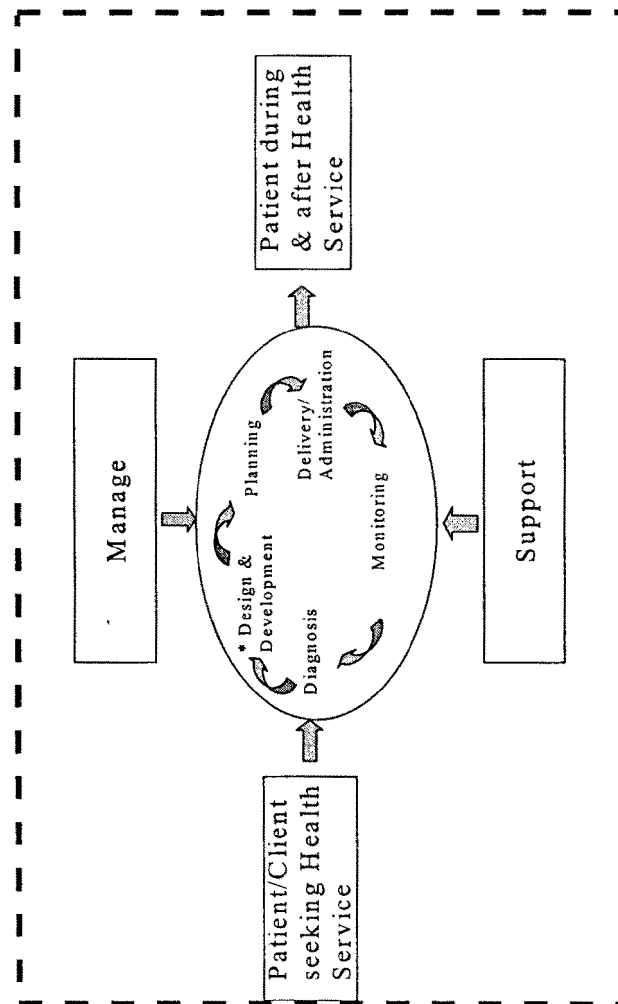 Manage
Patient/Client
seeking Health
Service
* Design &
Development
Planning
Diagnosis
Delivery/
Administration
Monitoring
Patient during
& after Health
Service
Support